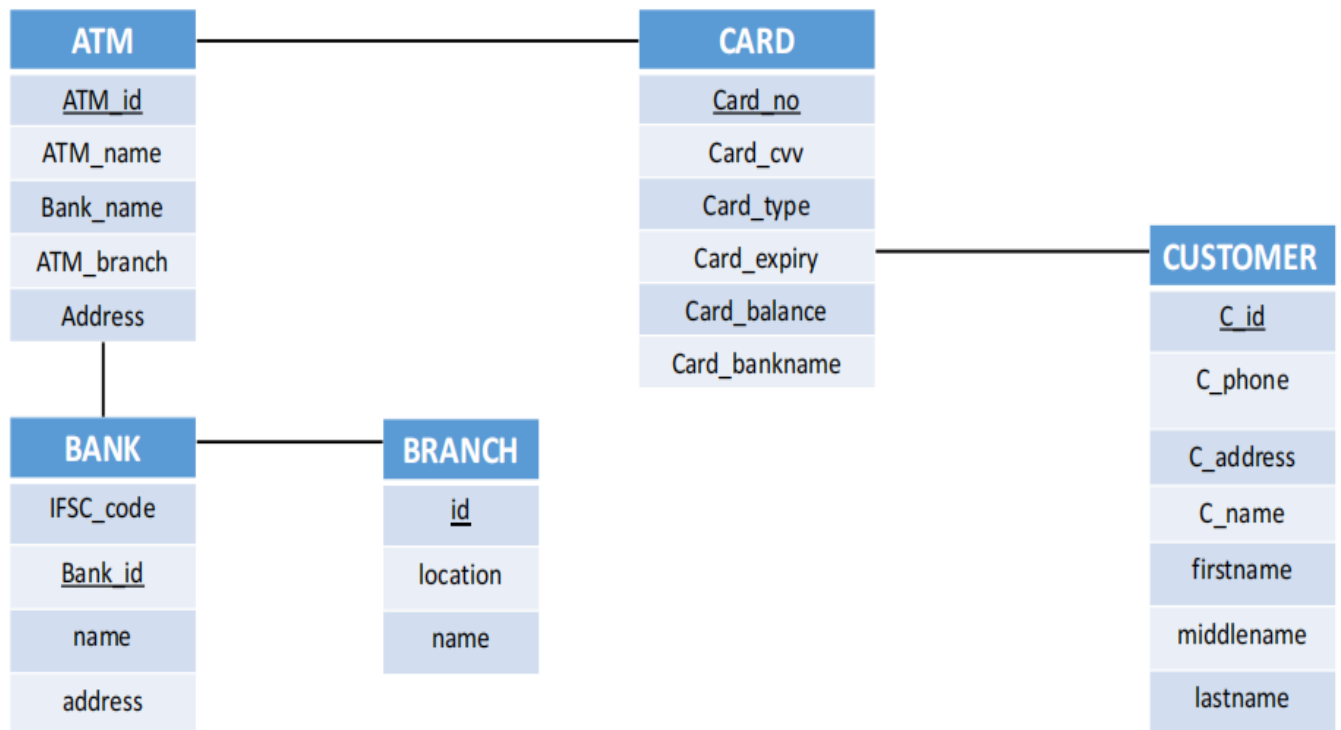 ATM
ATM_id
ATM_name
Bank_name
ATM_branch
Address
CARD
Card_no
Card_cvv
Card_type
Card_expiry
Card_balance
Card_bankname
CUSTOMER
C_id
C_phone
C_address
C_name
firstname
middlename
lastname
BANK
IFSC_code
Bank_id
name
address
BRANCH
id
location
name